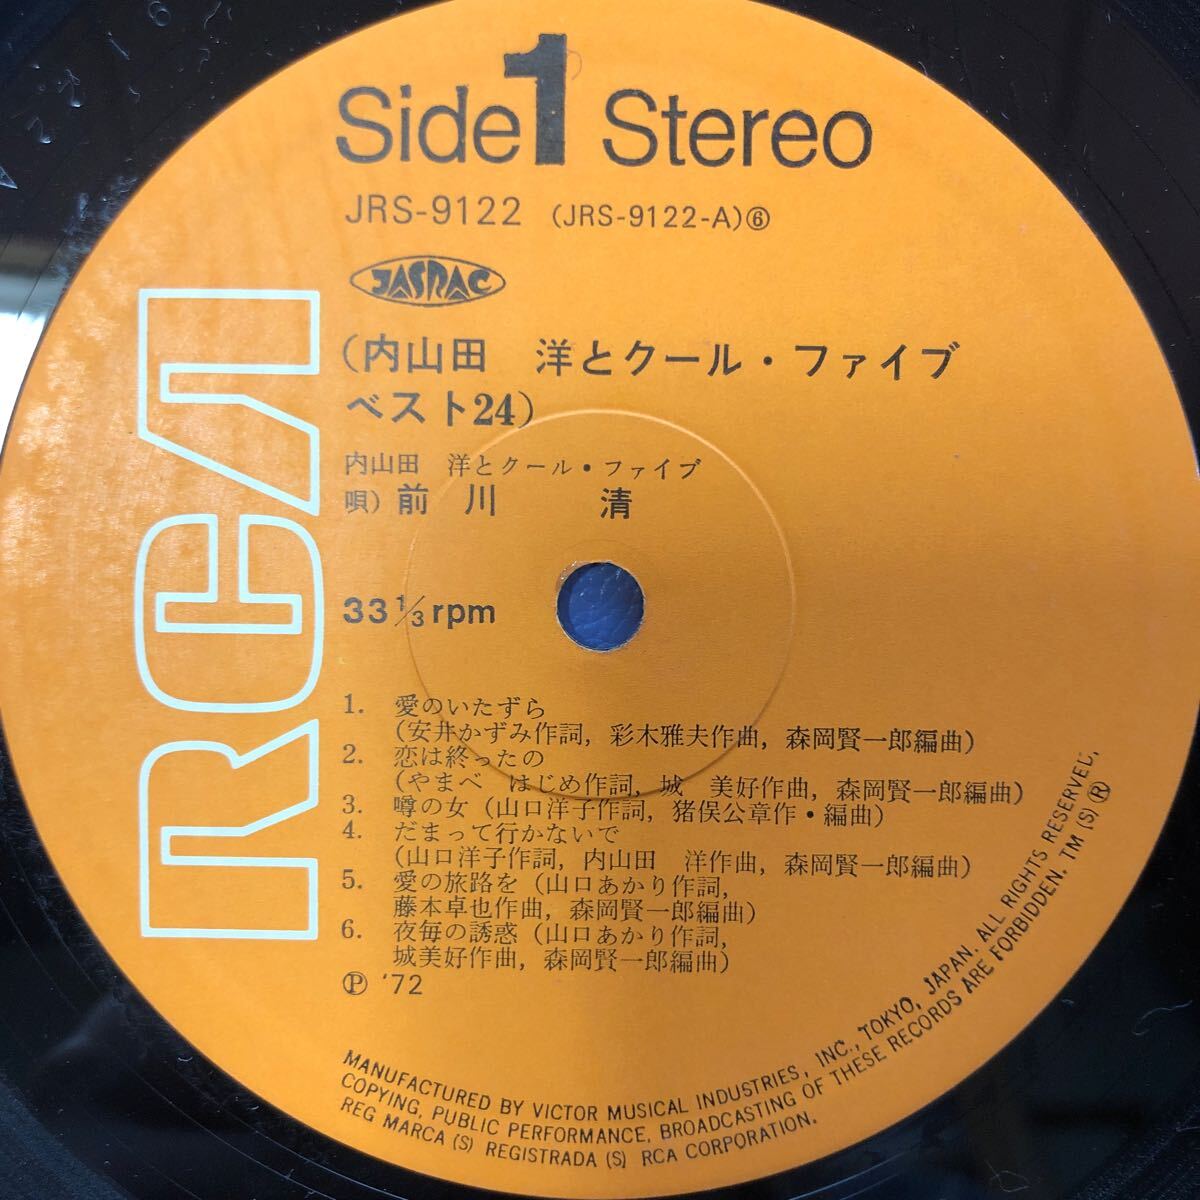 Side 1 Stereo
JRS-9122 (JRS-9122-A)⑥
JASRAC
(内山田　洋とクール・ファイブ
ベスト24)
内山田　洋とクール・ファイブ
唄)前　川　　清
33⅓rpm
RCA
1. 愛のいたずら
(安井かずみ作詞, 彩木雅夫作曲, 森岡賢一郎編曲)
2. 恋は終ったの
(やまべ　はじめ作詞, 城　美好作曲, 森岡賢一郎編曲)
3. 噂の女 (山口洋子作詞, 猪俣公章作・編曲)
4. だまって行かないで
(山口洋子作詞, 内山田　洋作曲, 森岡賢一郎編曲)
5. 愛の旅路を (山口あかり作詞,
藤本卓也作曲, 森岡賢一郎編曲)
6. 夜毎の誘惑 (山口あかり作詞,
城美好作曲, 森岡賢一郎編曲)
Ⓟ '72
MANUFACTURED BY VICTOR MUSICAL INDUSTRIES, INC., TOKYO, JAPAN. ALL RIGHTS RESERVED,
COPYING, PUBLIC PERFORMANCE, BROADCASTING OF THESE RECORDS ARE FORBIDDEN. TM (S) Ⓡ
REG MARCA (S) REGISTRADA (S) RCA CORPORATION.